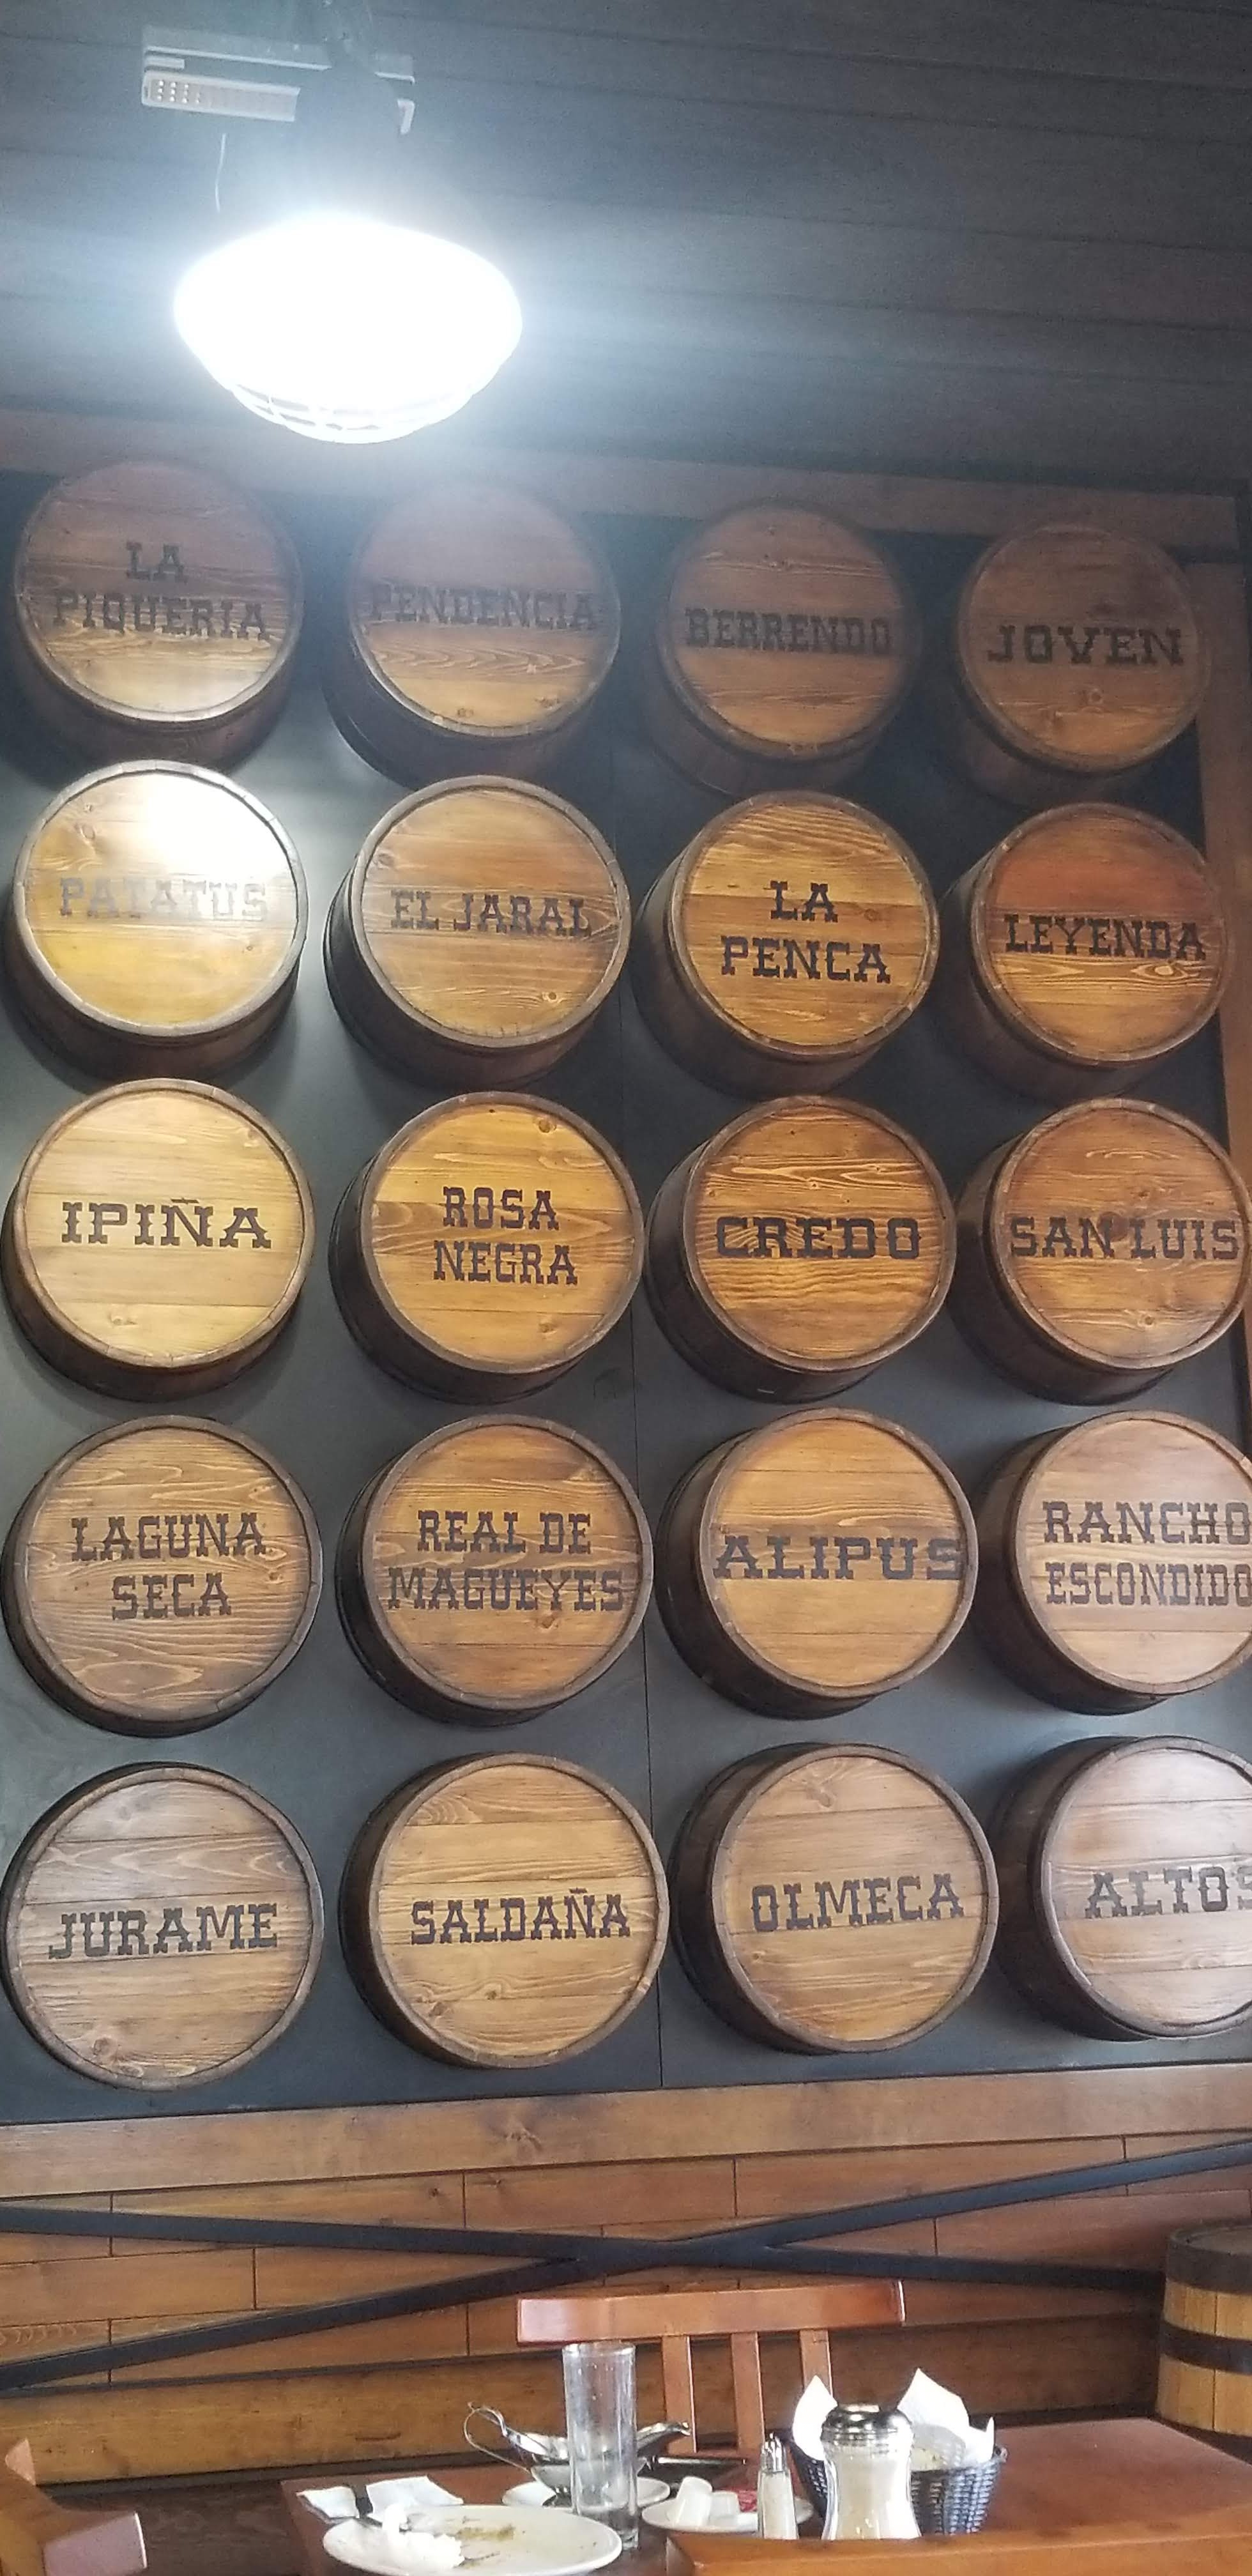 LA
PIQUERIA
PENDENCIA
BERRENDO
JOVEN
PATATUS
EL JARAL
LA
PENCA
LEYENDA
IPIÑA
ROSA
NEGRA
CREDO
SAN LUIS
LAGUNA
SECA
REAL DE
MAGUEYES
ALIPUS
RANCHO
ESCONDIDO
JURAME
SALDAÑA
OLMECA
ALTOS